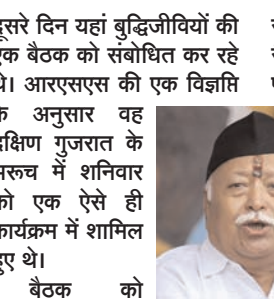 दूसरे दिन यहां बुद्धिजीवियों की
एक बैठक को संबोधित कर रहे
थे। आरएसएस की एक विज्ञप्ति
के अनुसार वह
दक्षिण गुजरात के
भरूच में शनिवार
को एक ऐसे ही
कार्यक्रम में शामिल
हुए थे।
बैठक को